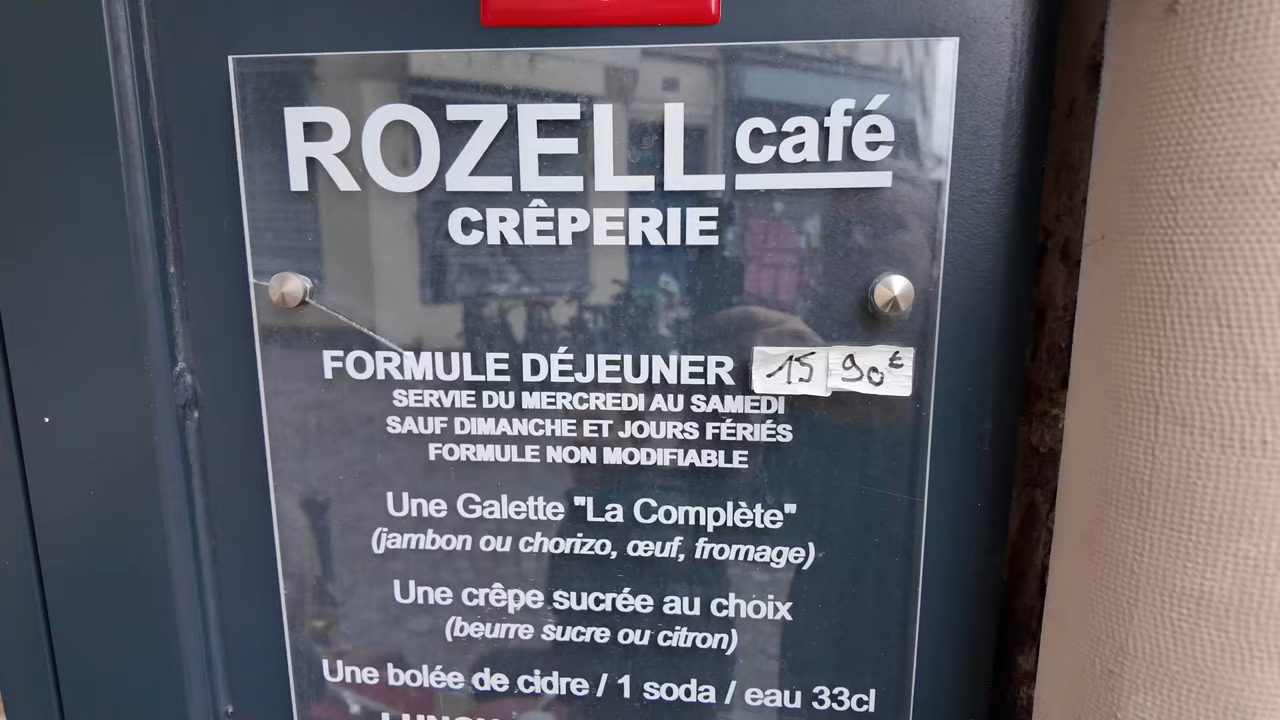 ROZELL café
CRÊPERIE
FORMULE DÉJEUNER 15 90€
SERVIE DU MERCREDI AU SAMEDI
SAUF DIMANCHE ET JOURS FÉRIÉS
FORMULE NON MODIFIABLE
Une Galette "La Complète"
(jambon ou chorizo, œuf, fromage)
Une crêpe sucrée au choix
(beurre sucre ou citron)
Une bolée de cidre / 1 soda / eau 33cl